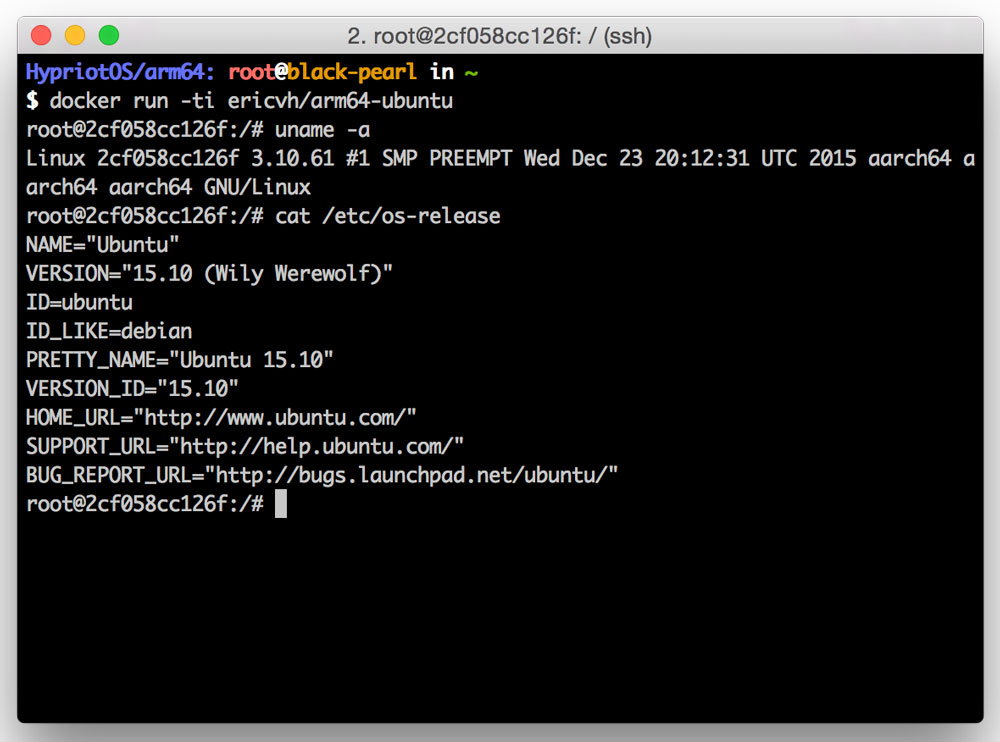 2. root@2cf058cc126f: / (ssh)
HypriotOS/arm64: root@black-pearl in ~
$ docker run -ti ericvh/arm64-ubuntu
root@2cf058cc126f:/# uname -a
Linux 2cf058cc126f 3.10.61 #1 SMP PREEMPT Wed Dec 23 20:12:31 UTC 2015 aarch64 a
arch64 aarch64 GNU/Linux
root@2cf058cc126f:/# cat /etc/os-release
NAME="Ubuntu"
VERSION="15.10 (Wily Werewolf)"
ID=ubuntu
ID_LIKE=debian
PRETTY_NAME="Ubuntu 15.10"
VERSION_ID="15.10"
HOME_URL="http://www.ubuntu.com/"
SUPPORT_URL="http://help.ubuntu.com/"
BUG_REPORT_URL="http://bugs.launchpad.net/ubuntu/"
root@2cf058cc126f:/#